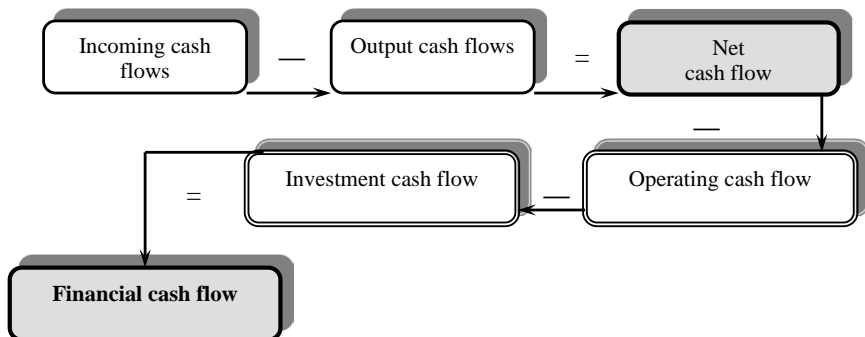 Incoming cash
flows
—
Output cash flows
=
Net
cash flow
—
Operating cash flow
—
Investment cash flow
=
Financial cash flow